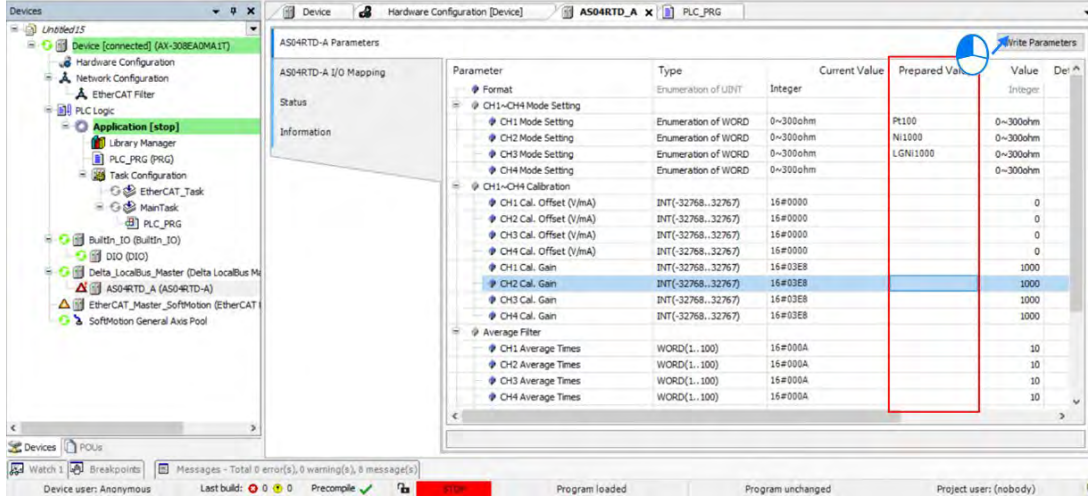 Devices
Device
Hardware Configuration [Device]
AS04RTD_A
PLC_PRG
Untitled15
Device [connected] (AX-308EA0MA1T)
Hardware Configuration
Network Configuration
EtherCAT Filter
PLC Logic
Application [stop]
Library Manager
PLC_PRG (PRG)
Task Configuration
EtherCAT_Task
MainTask
PLC_PRG
BuiltIn_IO (BuiltIn_IO)
DIO (DIO)
Delta_LocalBus_Master (Delta LocalBus Ma
AS04RTD_A (AS04RTD-A)
EtherCAT_Master_SoftMotion (EtherCAT
SoftMotion General Axis Pool
Devices POUs
AS04RTD-A Parameters
AS04RTD-A I/O Mapping
Status
Information
Write Parameters
Parameter Type Current Value Prepared Value Value
Format Enumeration of UINT Integer Integer
CH1~CH4 Mode Setting
CH1 Mode Setting Enumeration of WORD 0~300ohm Pt100 0~300ohm
CH2 Mode Setting Enumeration of WORD 0~300ohm Ni1000 0~300ohm
CH3 Mode Setting Enumeration of WORD 0~300ohm LGNi1000 0~300ohm
CH4 Mode Setting Enumeration of WORD 0~300ohm 0~300ohm
CH1~CH4 Calibration
CH1 Cal. Offset (V/mA) INT(-32768..32767) 16#0000 0
CH2 Cal. Offset (V/mA) INT(-32768..32767) 16#0000 0
CH3 Cal. Offset (V/mA) INT(-32768..32767) 16#0000 0
CH4 Cal. Offset (V/mA) INT(-32768..32767) 16#0000 0
CH1 Cal. Gain INT(-32768..32767) 16#03E8 1000
CH2 Cal. Gain INT(-32768..32767) 16#03E8 1000
CH3 Cal. Gain INT(-32768..32767) 16#03E8 1000
CH4 Cal. Gain INT(-32768..32767) 16#03E8 1000
Average Filter
CH1 Average Times WORD(1..100) 16#000A 10
CH2 Average Times WORD(1..100) 16#000A 10
CH3 Average Times WORD(1..100) 16#000A 10
CH4 Average Times WORD(1..100) 16#000A 10
Watch 1 Breakpoints Messages - Total 0 error(s), 0 warning(s), 8 message(s)
Device user: Anonymous Last build: 0 0 Precompile STOP Program loaded Program unchanged Project user: (nobody)